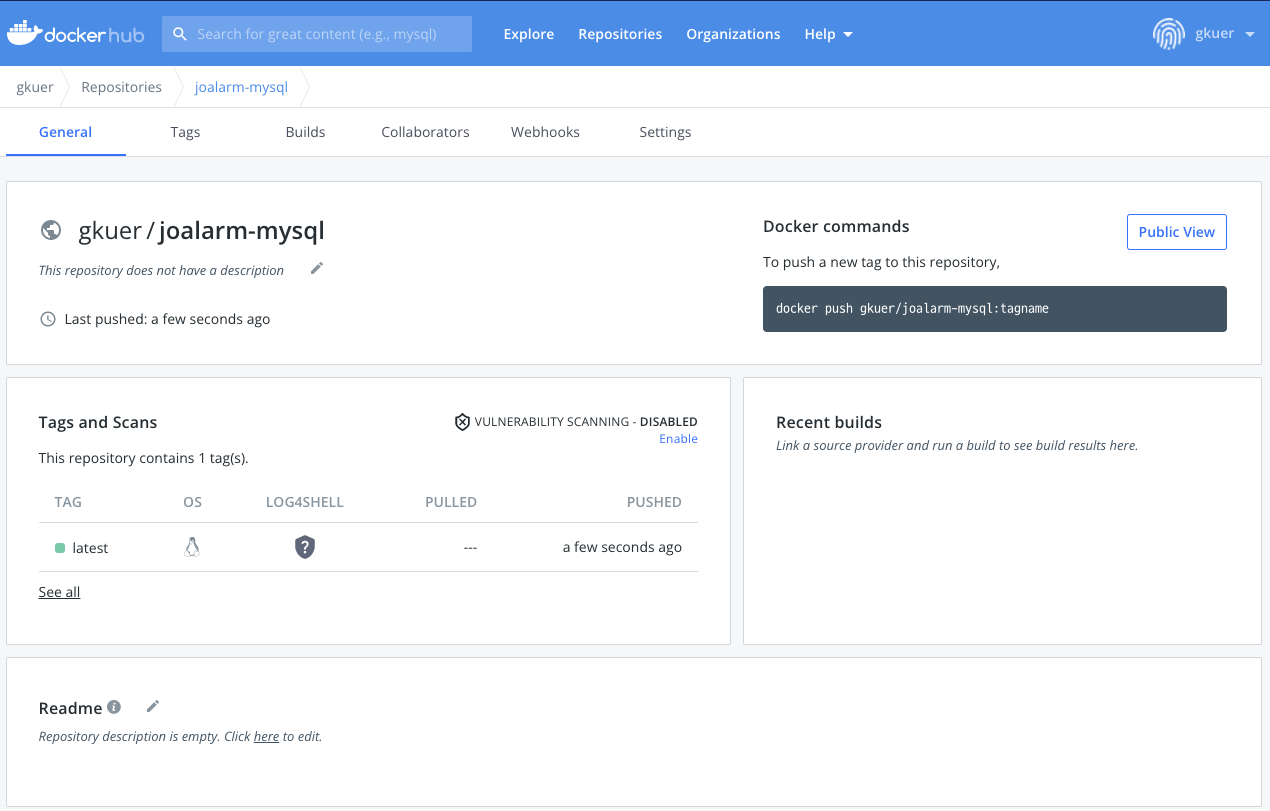 docker hub
Search for great content (e.g., mysql)
Explore
Repositories
Organizations
Help
gkuer
gkuer
Repositories
joalarm-mysql
General
Tags
Builds
Collaborators
Webhooks
Settings
gkuer / joalarm-mysql
This repository does not have a description
Last pushed: a few seconds ago
Docker commands
Public View
To push a new tag to this repository,
docker push gkuer/joalarm-mysql:tagname
Tags and Scans
VULNERABILITY SCANNING - DISABLED
Enable
This repository contains 1 tag(s).
TAG
OS
LOG4SHELL
PULLED
PUSHED
latest
?
---
a few seconds ago
See all
Recent builds
Link a source provider and run a build to see build results here.
Readme
Repository description is empty. Click here to edit.